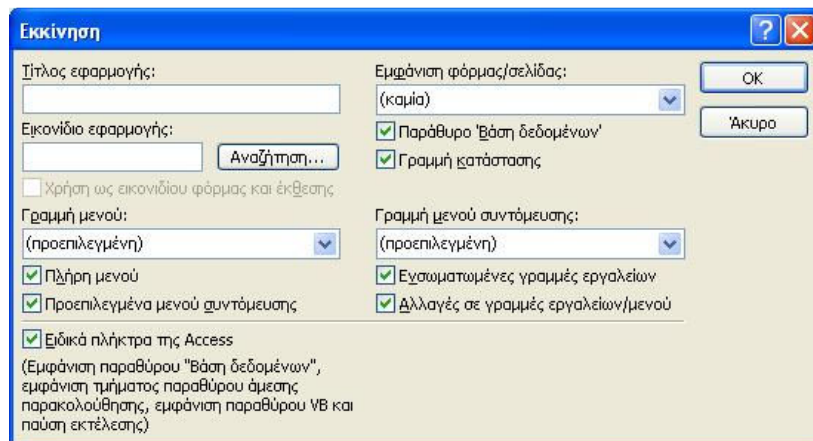 Εκκίνηση
Τίτλος εφαρμογής:
Εμφάνιση φόρμας/σελίδας:
OK
(καμία)
Άκυρο
Εικονίδιο εφαρμογής:
Παράθυρο 'Βάση δεδομένων'
Αναζήτηση...
Γραμμή κατάστασης
Χρήση ως εικονιδίου φόρμας και έκθεσης
Γραμμή μενού:
Γραμμή μενού συντόμευσης:
(προεπιλεγμένη)
(προεπιλεγμένη)
Πλήρη μενού
Ενσωματωμένες γραμμές εργαλείων
Προεπιλεγμένα μενού συντόμευσης
Αλλαγές σε γραμμές εργαλείων/μενού
Ειδικά πλήκτρα της Access
(Εμφάνιση παραθύρου "Βάση δεδομένων",
εμφάνιση τμήματος παραθύρου άμεσης
παρακολούθησης, εμφάνιση παραθύρου VB και
παύση εκτέλεσης)